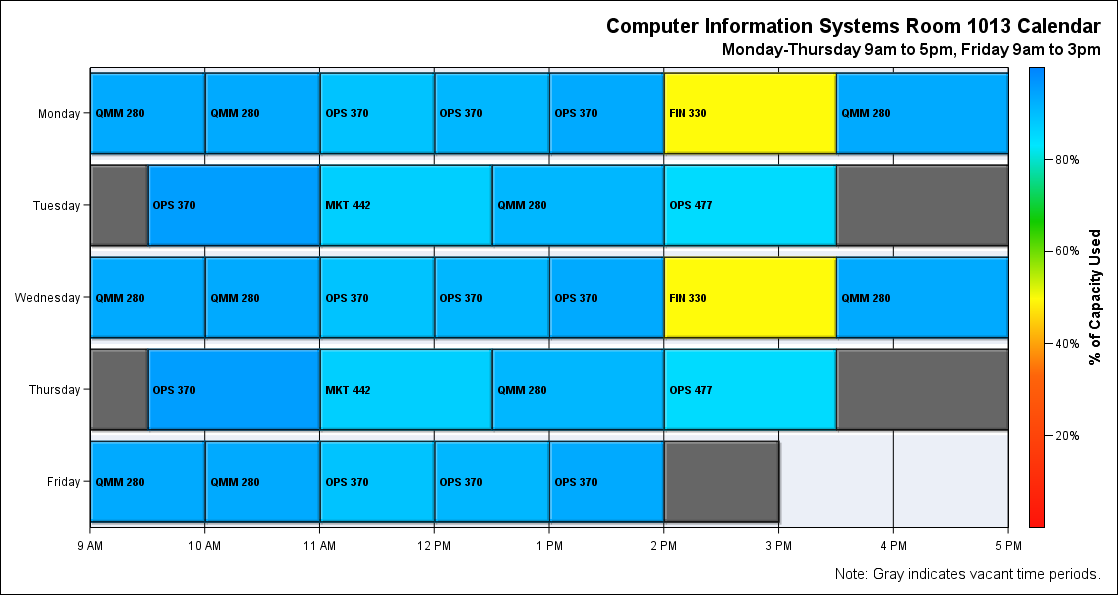 Computer Information Systems Room 1013 Calendar
Monday-Thursday 9am to 5pm, Friday 9am to 3pm
Monday QMM 280 QMM 280 OPS 370 OPS 370 OPS 370 FIN 330 QMM 280
80%
Tuesday OPS 370 MKT 442 QMM 280 OPS 477
60%
Wednesday QMM 280 QMM 280 OPS 370 OPS 370 OPS 370 FIN 330 QMM 280
% of Capacity Used
40%
Thursday OPS 370 MKT 442 QMM 280 OPS 477
20%
Friday QMM 280 QMM 280 OPS 370 OPS 370 OPS 370
9 AM 10 AM 11 AM 12 PM 1 PM 2 PM 3 PM 4 PM 5 PM
Note: Gray indicates vacant time periods.